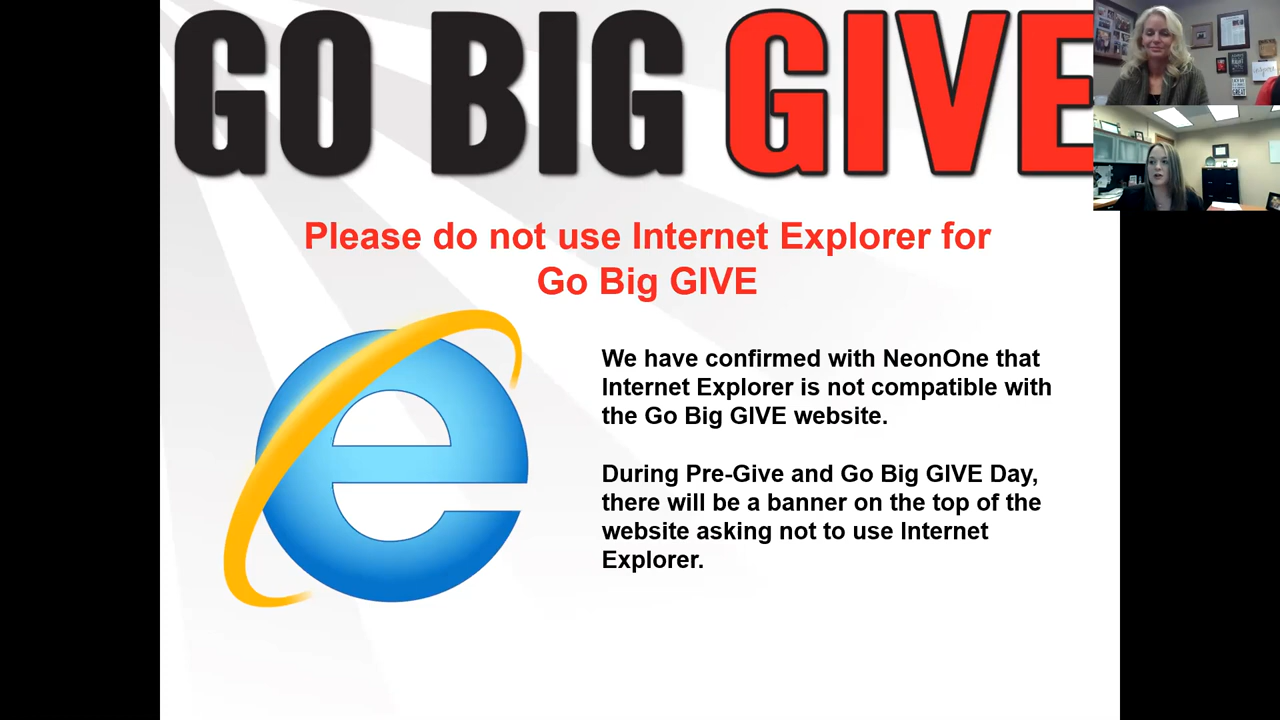 GO BIG GIVE
Please do not use Internet Explorer for
Go Big GIVE
We have confirmed with NeonOne that
Internet Explorer is not compatible with
the Go Big GIVE website.
During Pre-Give and Go Big GIVE Day,
there will be a banner on the top of the
website asking not to use Internet
Explorer.
GREAT